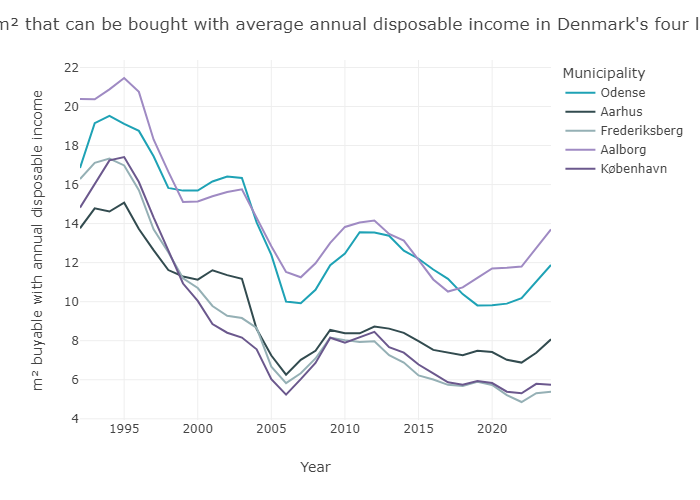 m² that can be bought with average annual disposable income in Denmark's four l
m² buyable with annual disposable income
22
20
18
16
14
12
10
8
6
4
1995
2000
2005
2010
2015
2020
Year
Municipality
Odense
Aarhus
Frederiksberg
Aalborg
København